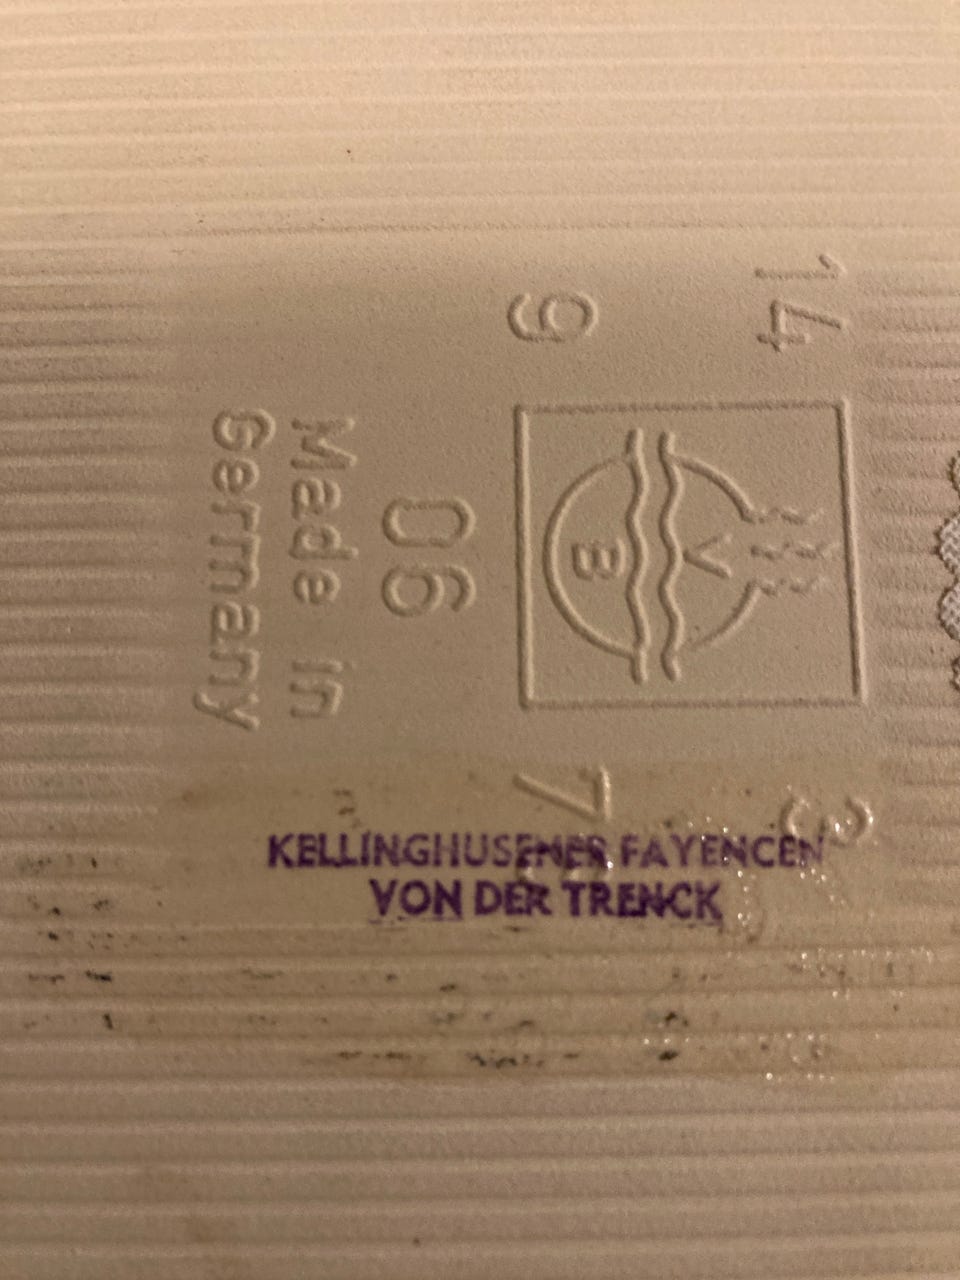 14 3
V
B
9 7
06
Made in
Germany
KELLINGHUSENER FAYENCEN
VON DER TRENCK